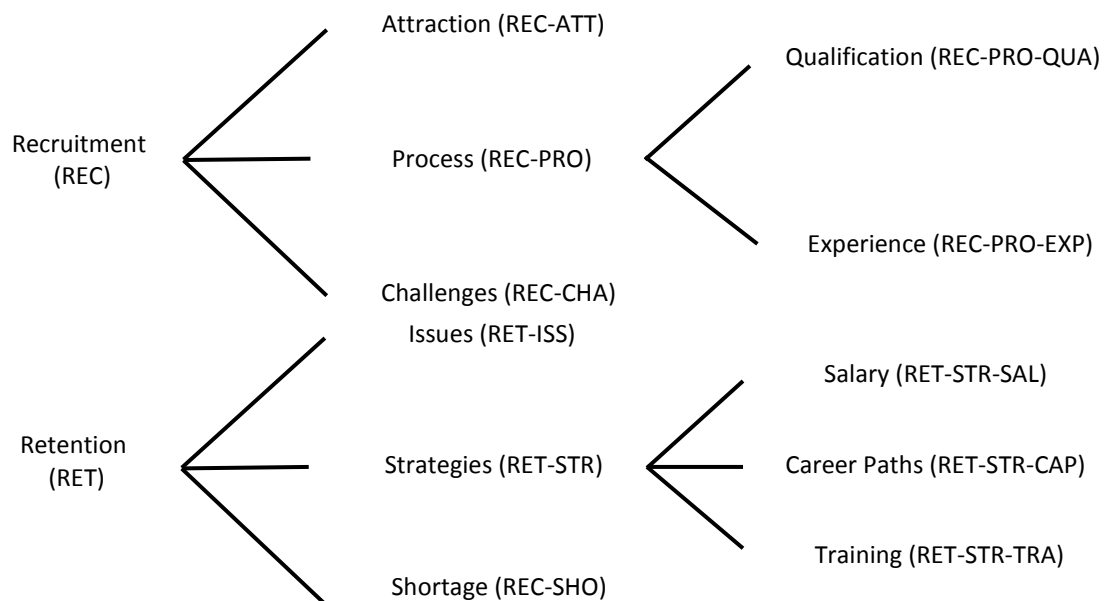 Attraction (REC-ATT)
Qualification (REC-PRO-QUA)
Recruitment
(REC)
Process (REC-PRO)
Experience (REC-PRO-EXP)
Challenges (REC-CHA)
Issues (RET-ISS)
Salary (RET-STR-SAL)
Retention
(RET)
Strategies (RET-STR)
Career Paths (RET-STR-CAP)
Training (RET-STR-TRA)
Shortage (REC-SHO)